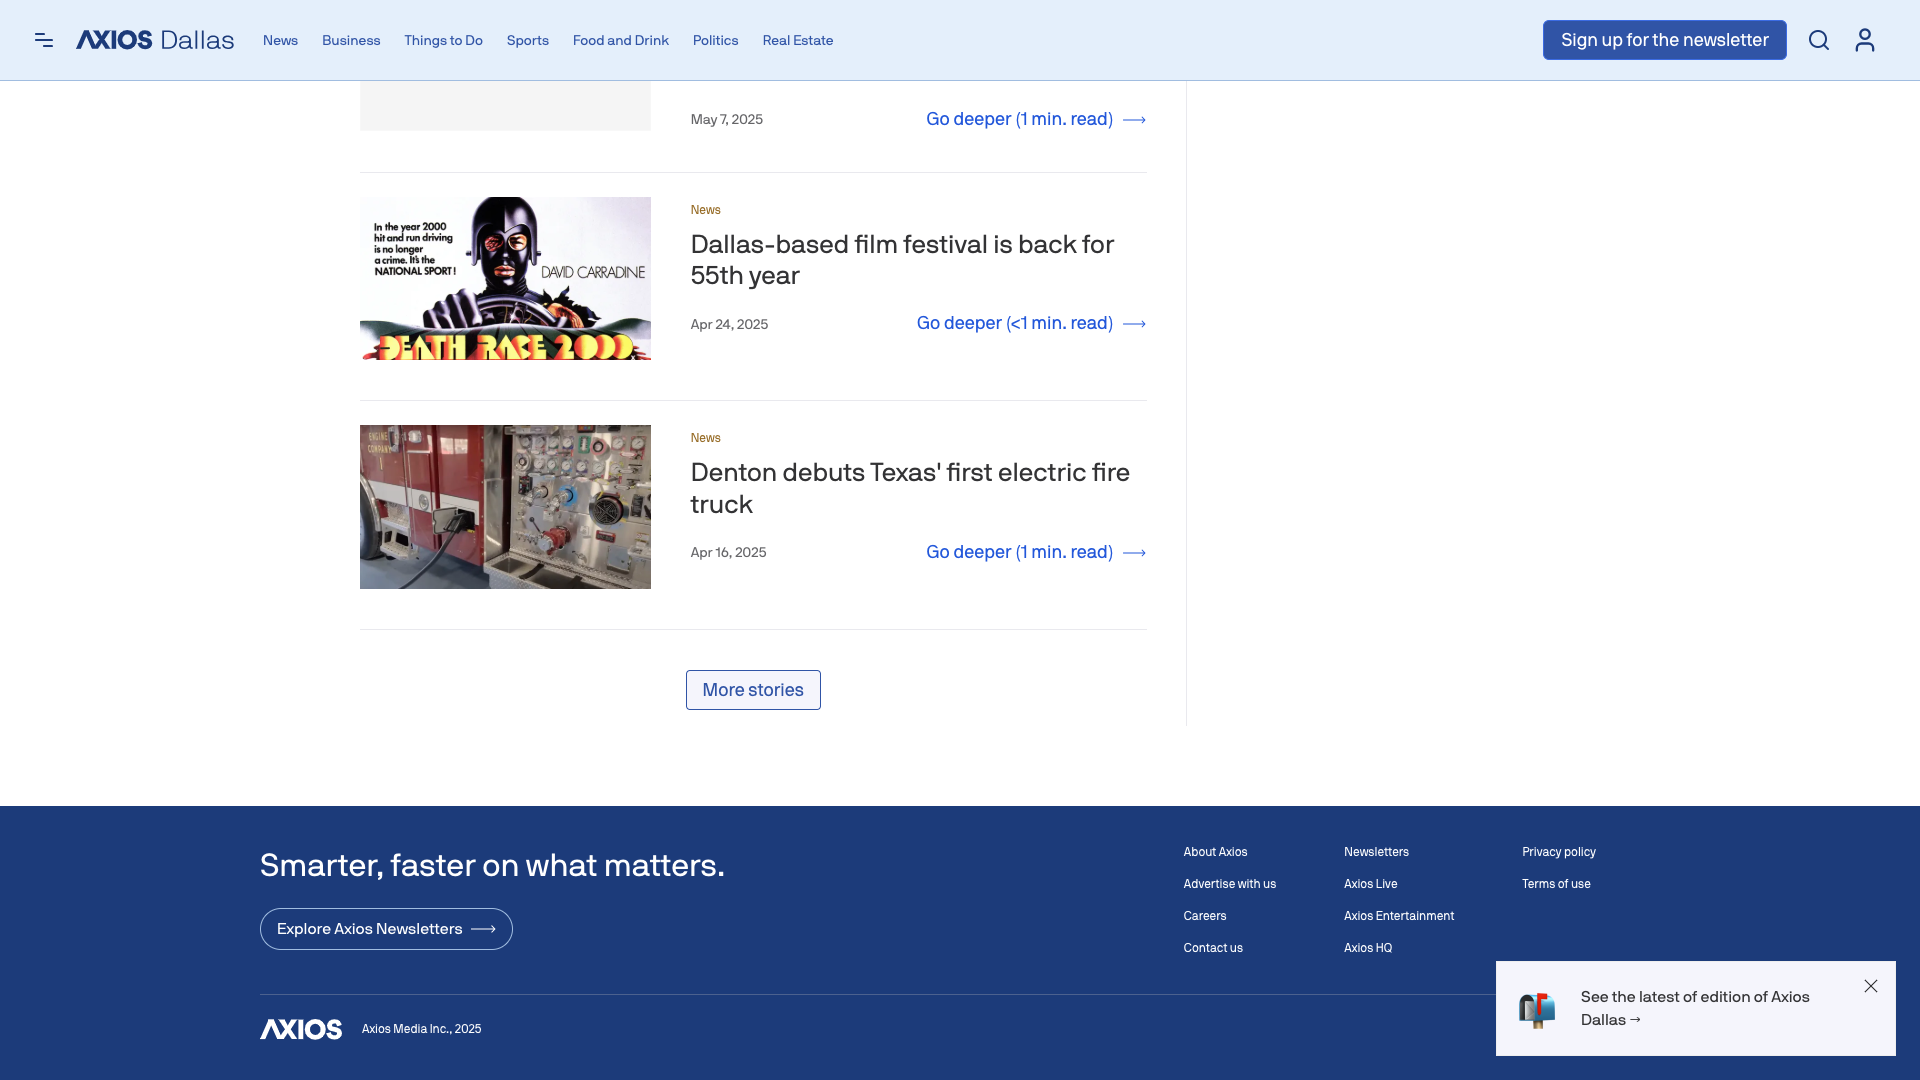 AXIOS Dallas
News
Business
Things to Do
Sports
Food and Drink
Politics
Real Estate
Sign up for the newsletter
May 7, 2025
Go deeper (1 min. read)
In the year 2000
hit and run driving
is no longer
a crime. It's the
NATIONAL SPORT!
DAVID CARRADINE
DEATH RACE 2000
News
Dallas-based film festival is back for
55th year
Apr 24, 2025
Go deeper (<1 min. read)
ENGINE
COMPANY
1
News
Denton debuts Texas' first electric fire
truck
Apr 16, 2025
Go deeper (1 min. read)
More stories
Smarter, faster on what matters.
Explore Axios Newsletters
About Axios
Advertise with us
Careers
Contact us
Newsletters
Axios Live
Axios Entertainment
Axios HQ
Privacy policy
Terms of use
AXIOS
Axios Media Inc., 2025
See the latest of edition of Axios
Dallas →